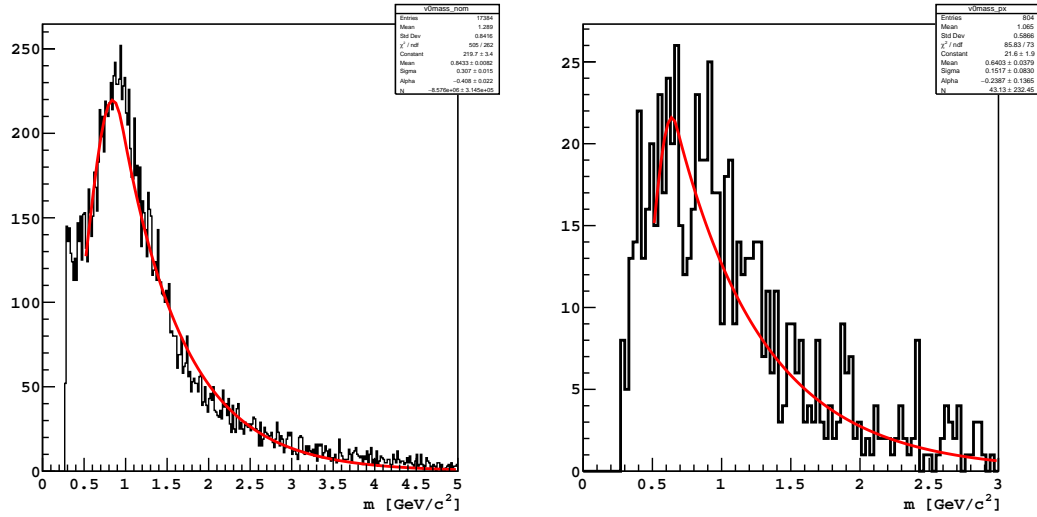 v0mass_nom
Entries 17384
Mean 1.289
Std Dev 0.8416
χ² / ndf 505 / 262
Constant 219.7 ± 3.4
Mean 0.8433 ± 0.0082
Sigma 0.307 ± 0.015
Alpha −0.408 ± 0.022
N −8.576e+06 ± 3.145e+05
250
200
150
100
50
0
0 0.5 1 1.5 2 2.5 3 3.5 4 4.5 5
m [GeV/c²]
v0mass_px
Entries 804
Mean 1.065
Std Dev 0.5866
χ² / ndf 85.83 / 73
Constant 21.6 ± 1.9
Mean 0.6403 ± 0.0379
Sigma 0.1517 ± 0.0830
Alpha −0.2387 ± 0.1365
N 43.13 ± 232.45
25
20
15
10
5
0
0 0.5 1 1.5 2 2.5 3
m [GeV/c²]